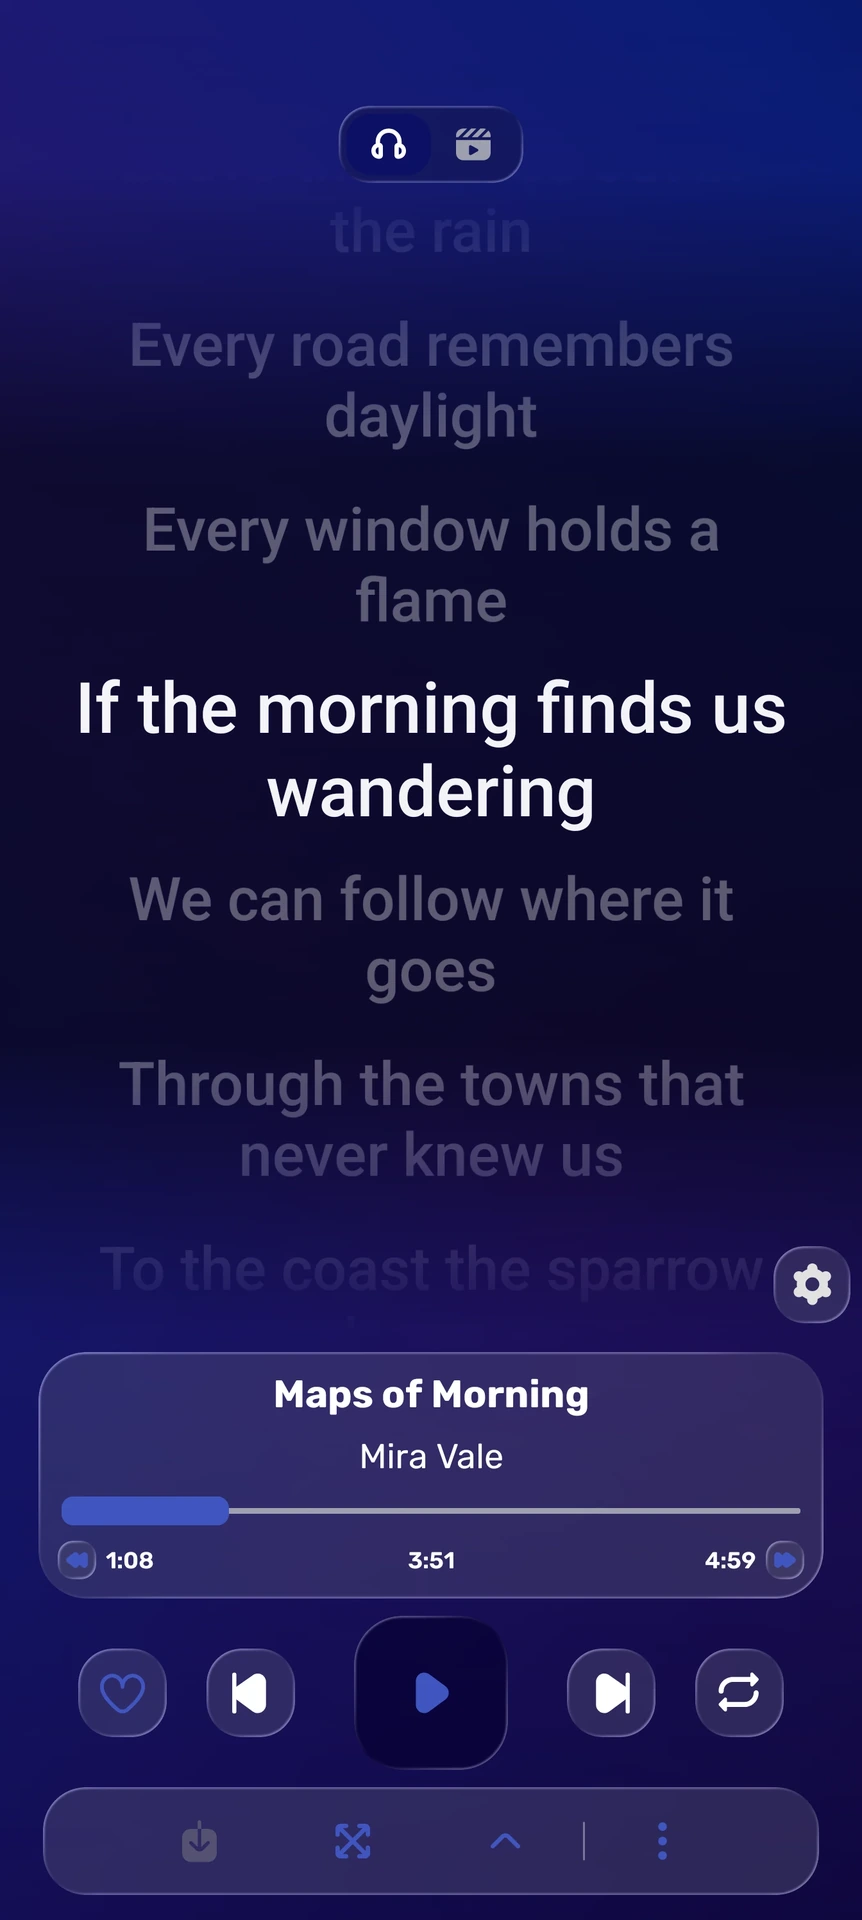 the rain
Every road remembers
daylight
Every window holds a
flame
If the morning finds us
wandering
We can follow where it
goes
Through the towns that
never knew us
To the coast the sparrow
Maps of Morning
Mira Vale
1:08 3:51 4:59